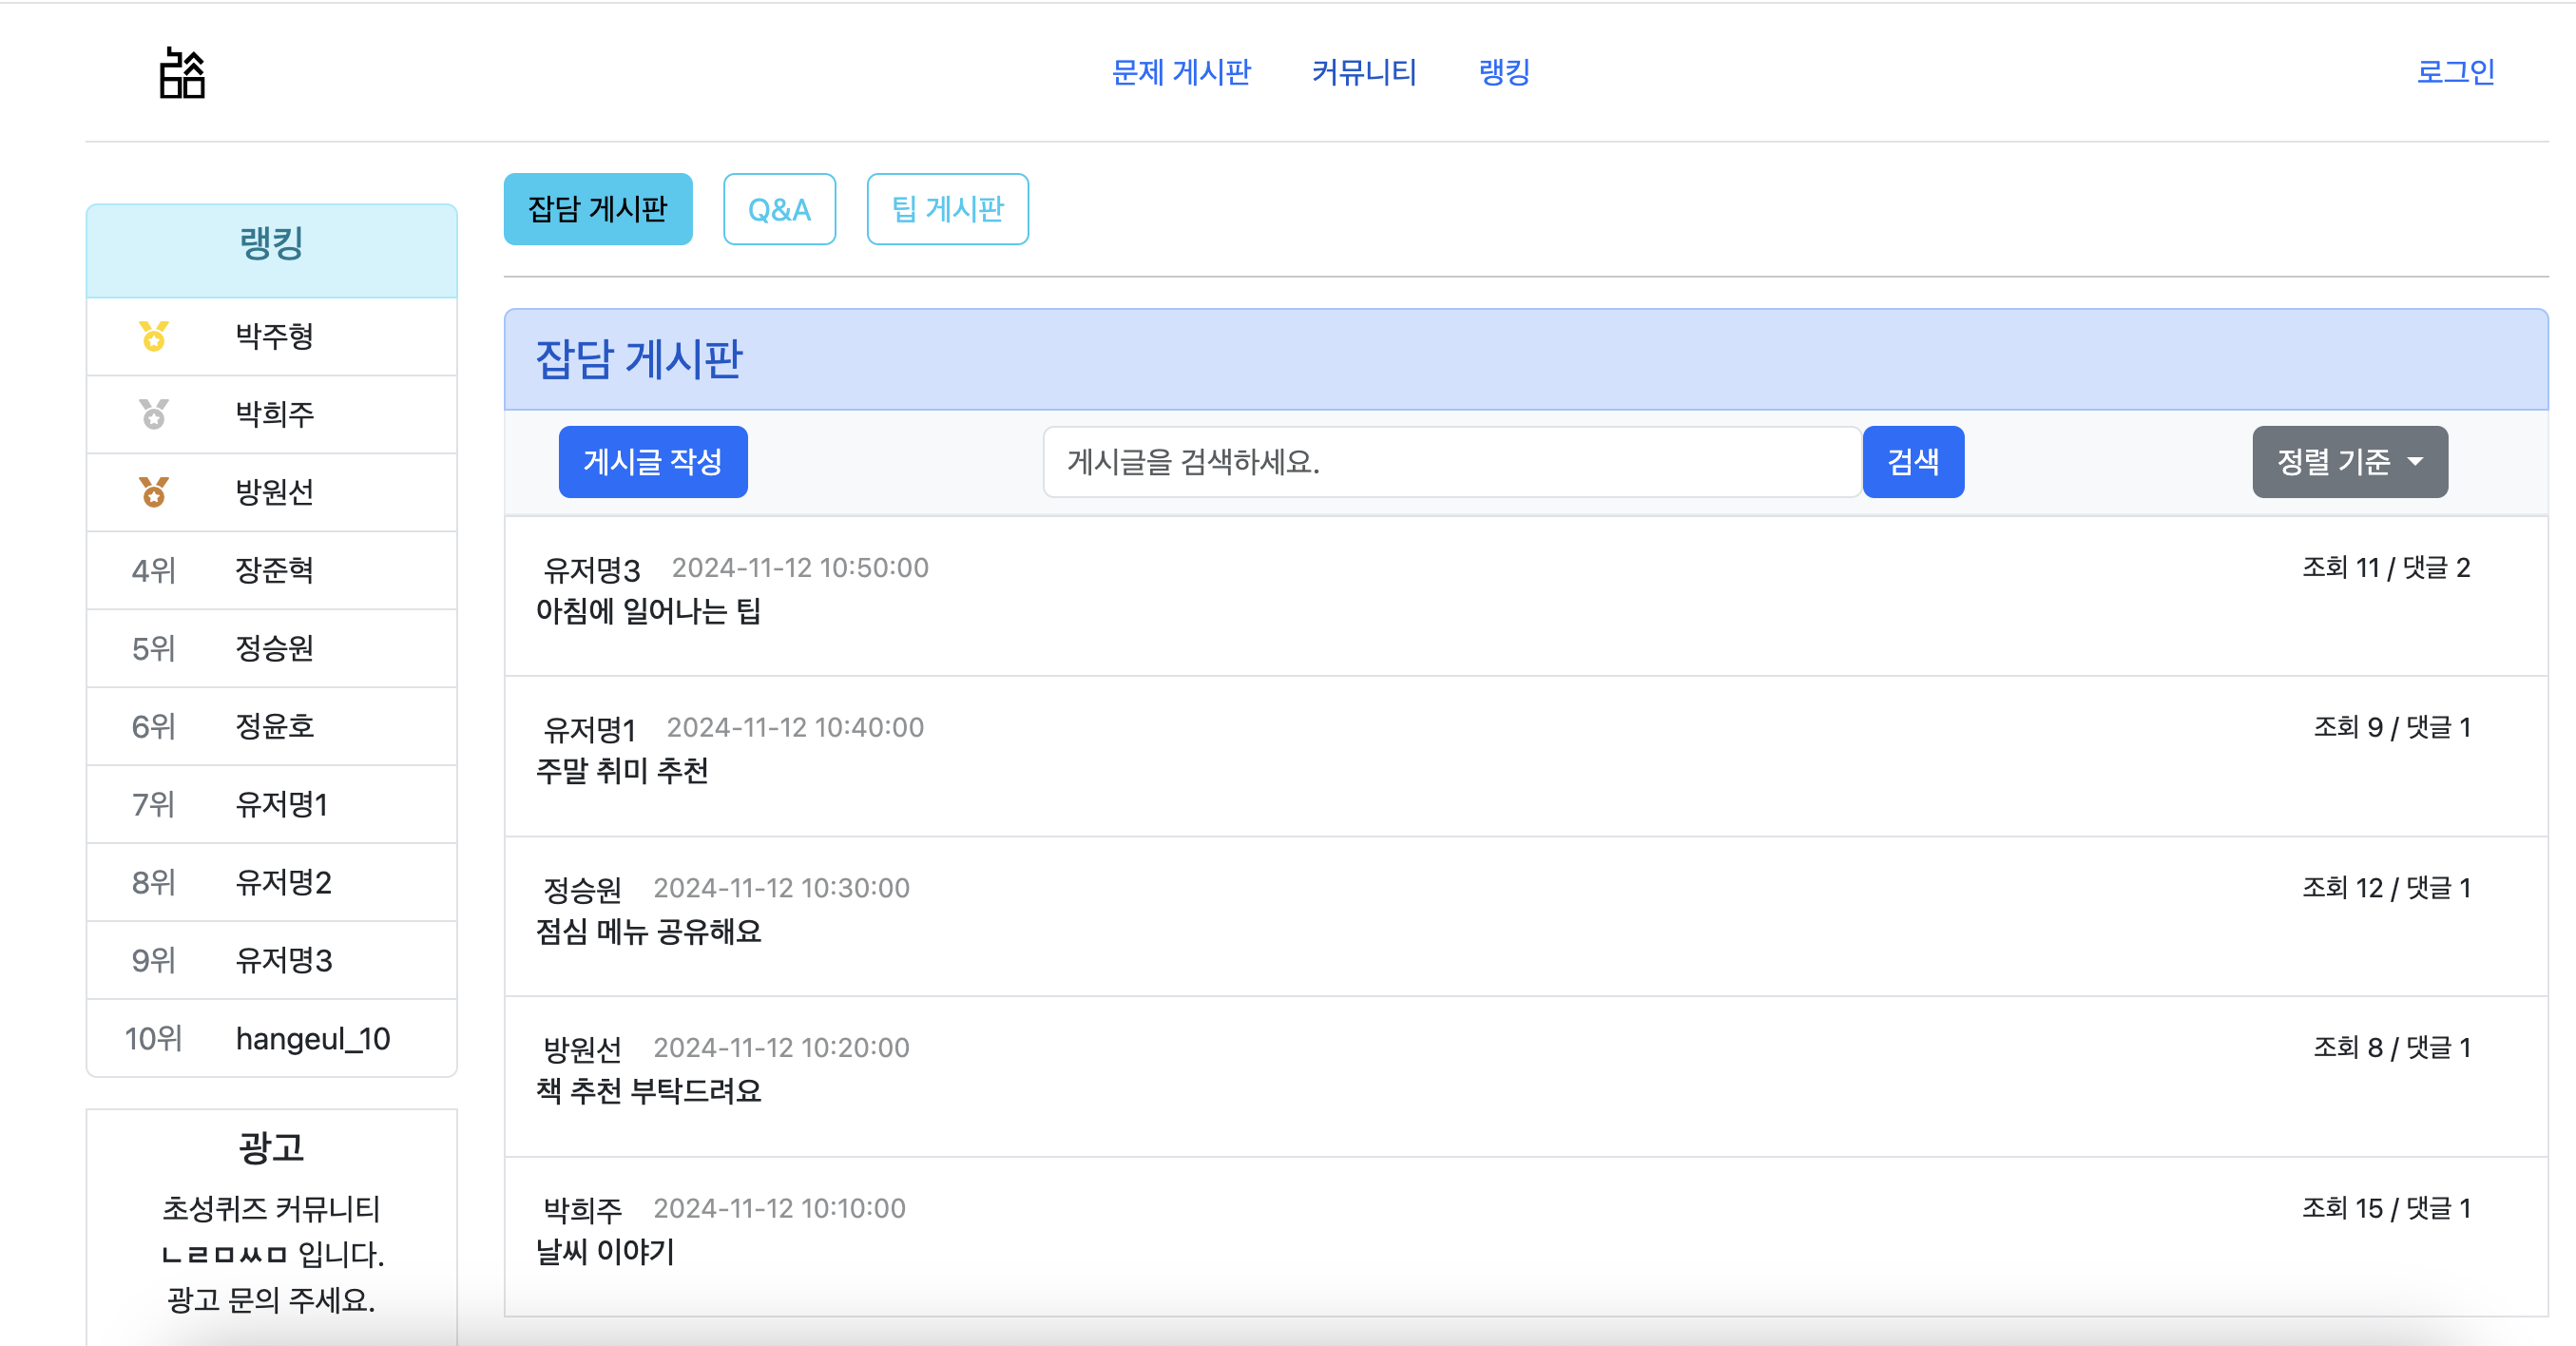 문제 게시판 커뮤니티 랭킹 로그인
랭킹
박주형
박희주
방원선
4위 장준혁
5위 정승원
6위 정윤호
7위 유저명1
8위 유저명2
9위 유저명3
10위 hangeul_10
광고
초성퀴즈 커뮤니티
ㄴㄹㅁㅆㅁ 입니다.
광고 문의 주세요.
잡담 게시판 Q&A 팁 게시판
잡담 게시판
게시글 작성 게시글을 검색하세요. 검색 정렬 기준
유저명3 2024-11-12 10:50:00 조회 11 / 댓글 2
아침에 일어나는 팁
유저명1 2024-11-12 10:40:00 조회 9 / 댓글 1
주말 취미 추천
정승원 2024-11-12 10:30:00 조회 12 / 댓글 1
점심 메뉴 공유해요
방원선 2024-11-12 10:20:00 조회 8 / 댓글 1
책 추천 부탁드려요
박희주 2024-11-12 10:10:00 조회 15 / 댓글 1
날씨 이야기